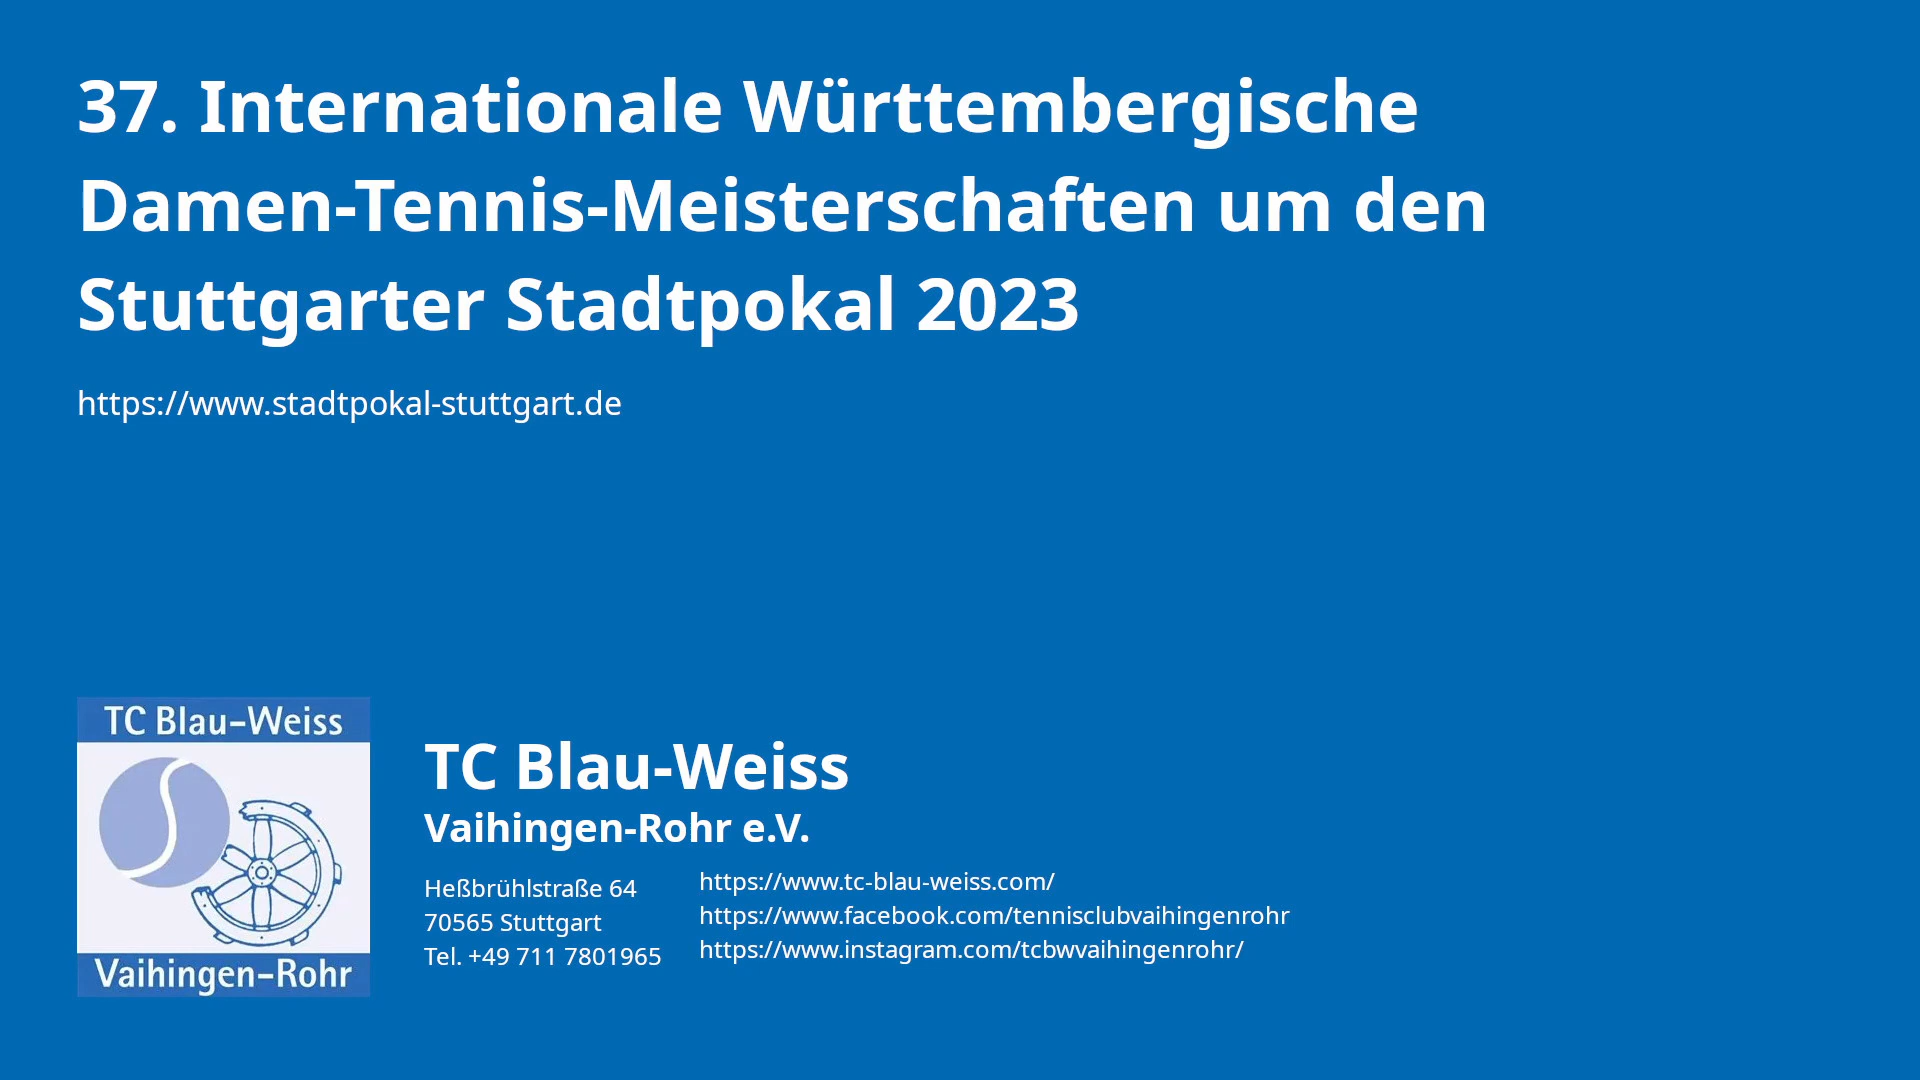 37. Internationale Württembergische
Damen-Tennis-Meisterschaften um den
Stuttgarter Stadtpokal 2023
https://www.stadtpokal-stuttgart.de
TC Blau-Weiss
Vaihingen-Rohr
TC Blau-Weiss
Vaihingen-Rohr e.V.
Heßbrühlstraße 64
70565 Stuttgart
Tel. +49 711 7801965
https://www.tc-blau-weiss.com/
https://www.facebook.com/tennisclubvaihingenrohr
https://www.instagram.com/tcbwvaihingenrohr/